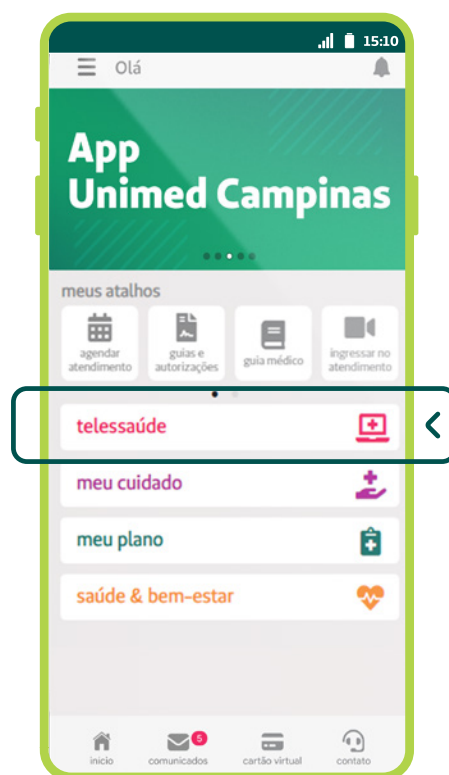 15:10
Olá
App
Unimed Campinas
meus atalhos
agendar
atendimento
guias e
autorizações
guia médico
ingressar no
atendimento
telessaúde
meu cuidado
meu plano
saúde & bem-estar
5
inicio
comunicados
cartão virtual
contato